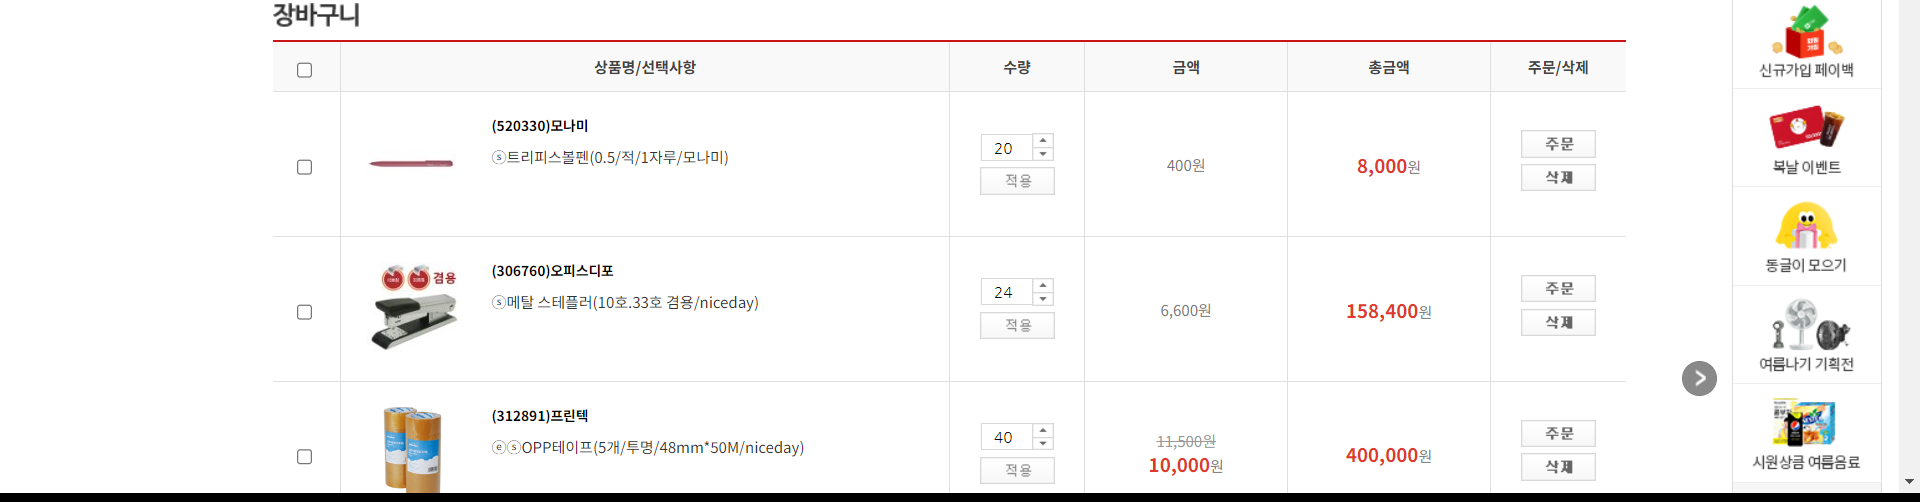 장바구니
상품명/선택사항
수량
금액
총금액
주문/삭제
(520330)모나미
ⓢ트리피스볼펜(0.5/적/1자루/모나미)
20
적용
400원
8,000원
주문
삭제
겸용
(306760)오피스디포
ⓢ메탈 스테플러(10호.33호 겸용/niceday)
24
적용
6,600원
158,400원
주문
삭제
(312891)프린텍
ⓔⓢOPP테이프(5개/투명/48mm*50M/niceday)
40
적용
11,500원
10,000원
400,000원
주문
삭제
신규가입 페이백
복날 이벤트
동글이 모으기
여름나기 기획전
시원상큼 여름음료